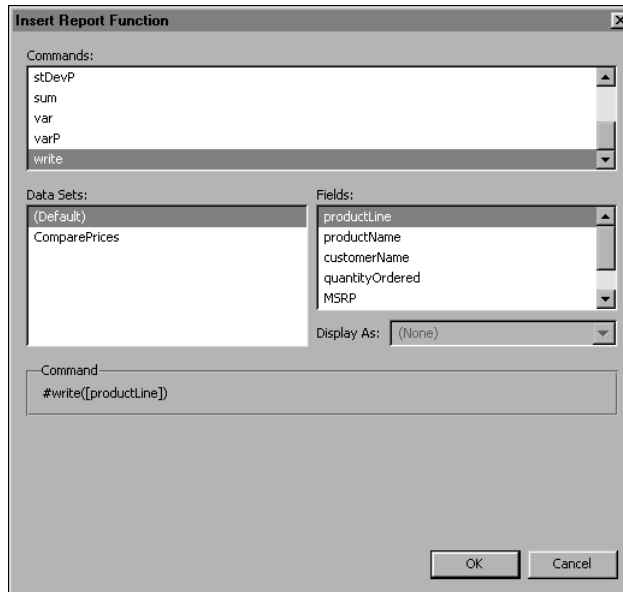 Insert Report Function
Commands:
stDevP
sum
var
varP
write
Data Sets:
(Default)
ComparePrices
Fields:
productLine
productName
customerName
quantityOrdered
MSRP
Display As: (None)
Command
#write([productLine])
OK Cancel